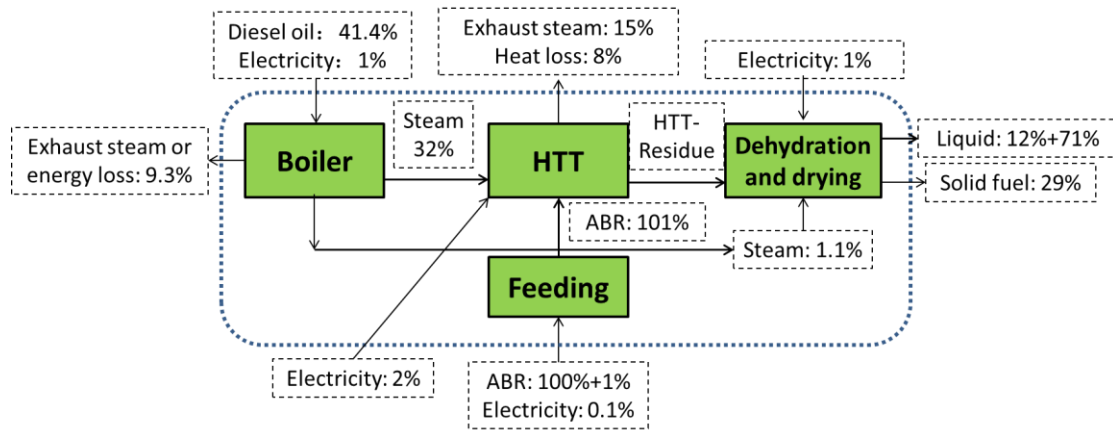 Diesel oil： 41.4%
Electricity： 1%
Exhaust steam: 15%
Heat loss: 8%
Electricity: 1%
Exhaust steam or
energy loss: 9.3%
Boiler
Steam
32%
HTT
HTT-
Residue
Dehydration
and drying
Liquid: 12%+71%
Solid fuel: 29%
ABR: 101%
Steam: 1.1%
Feeding
Electricity: 2%
ABR: 100%+1%
Electricity: 0.1%